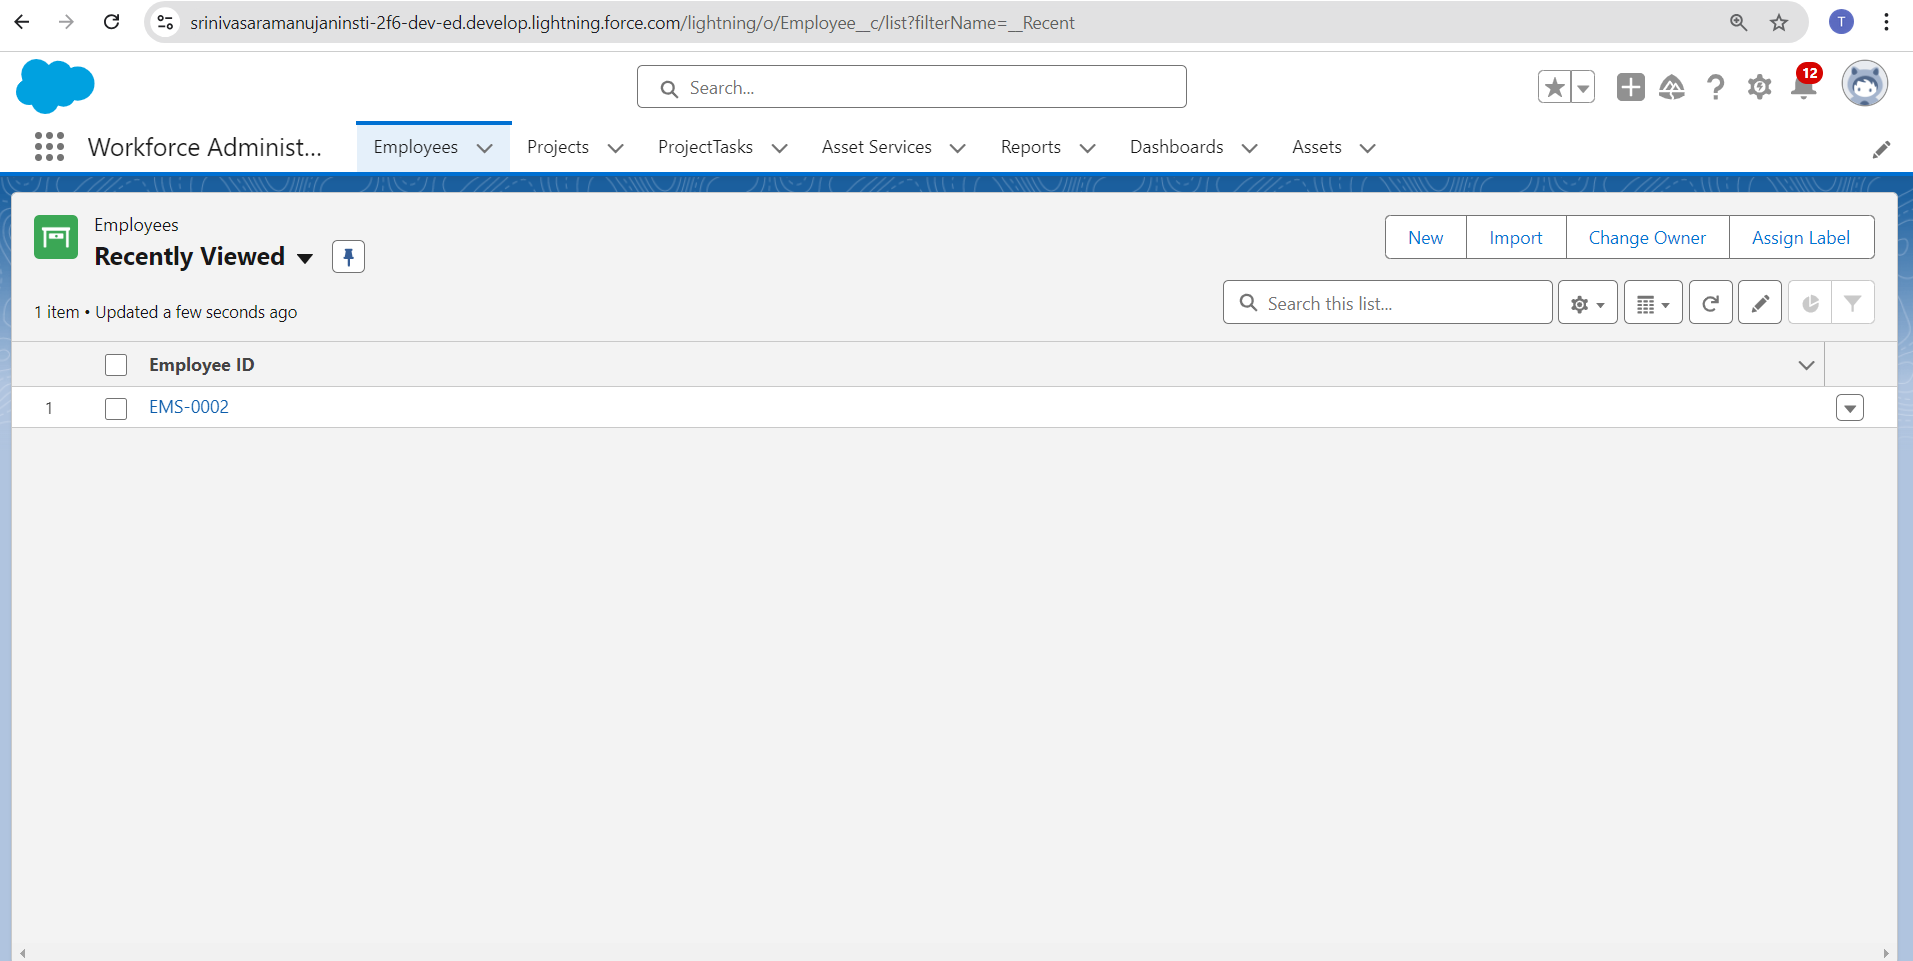 srinivasaramanujaninsti-2f6-dev-ed.develop.lightning.force.com/lightning/o/Employee__c/list?filterName=__Recent
T
Search...
12
Workforce Administ...
Employees
Projects
ProjectTasks
Asset Services
Reports
Dashboards
Assets
Employees
Recently Viewed
New
Import
Change Owner
Assign Label
1 item • Updated a few seconds ago
Search this list...
Employee ID
1
EMS-0002